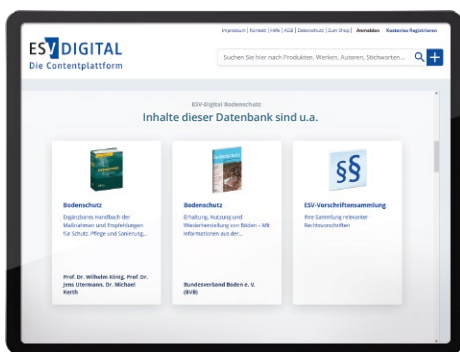 Impressum | Kontakt | Hilfe | AGB | Datenschutz | Zum Shop | Anmelden Kostenlos Registrieren
ESV DIGITAL
Die Contentplattform
Suchen Sie hier nach Produkten, Werken, Autoren, Stichworten...
ESV-Digital Bodenschutz
Inhalte dieser Datenbank sind u.a.
Bodenschutz
Ergänzbares Handbuch der
Maßnahmen und Empfehlungen
für Schutz, Pflege und Sanierung...
Prof. Dr. Wilhelm König, Prof. Dr.
Jens Utermann, Dr. Michael
Bodenschutz
Erhaltung, Nutzung und
Wiederherstellung von Böden – Mit
Informationen aus der...
Bundesverband Boden e. V.
(BVB)
§§
ESV-Vorschriftensammlung
Ihre Sammlung relevanter
Rechtsvorschriften